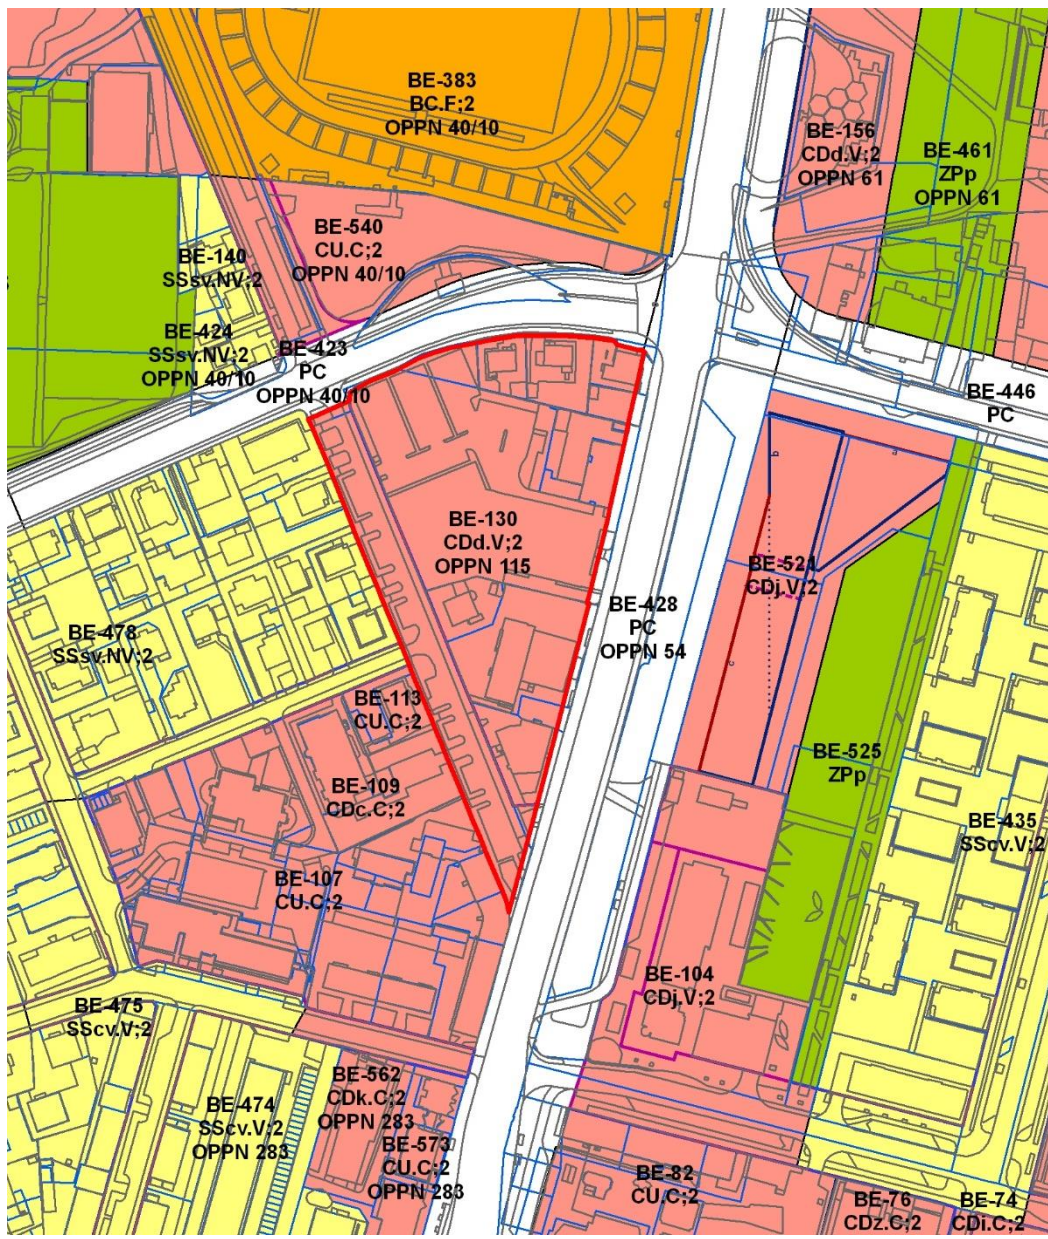 BE-383
BC.F;2
OPPN 40/10
BE-156
CDd.V;2
OPPN 61
BE-461
ZPp
OPPN 61
BE-540
CU.C;2
OPPN 40/10
BE-140
SSsv.NV;2
BE-424
SSsv.NV;2
OPPN 40/10
BE-423
PC
OPPN 40/10
BE-446
PC
BE-130
CDd.V;2
OPPN 115
BE-521
CDj.V;2
BE-428
PC
OPPN 54
BE-478
SSsv.NV;2
BE-113
CU.C;2
BE-109
CDc.C;2
BE-525
ZPp
BE-435
SScv.V;2
BE-107
CU.C;2
BE-104
CDj.V;2
BE-475
SScv.V;2
BE-474
SScv.V;2
OPPN 283
BE-562
CDk.C;2
OPPN 283
BE-573
CU.C;2
OPPN 283
BE-82
CU.C;2
BE-76
CDz.C;2
BE-74
CDi.C;2